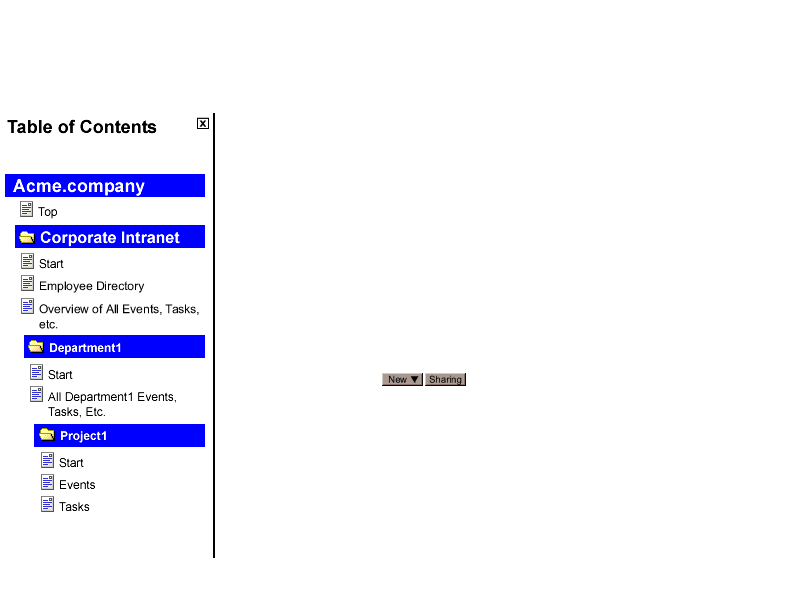 Table of Contents
x
Acme.company
Top
Corporate Intranet
Start
Employee Directory
Overview of All Events, Tasks,
etc.
Department1
Start
New ▼ Sharing
All Department1 Events,
Tasks, Etc.
Project1
Start
Events
Tasks